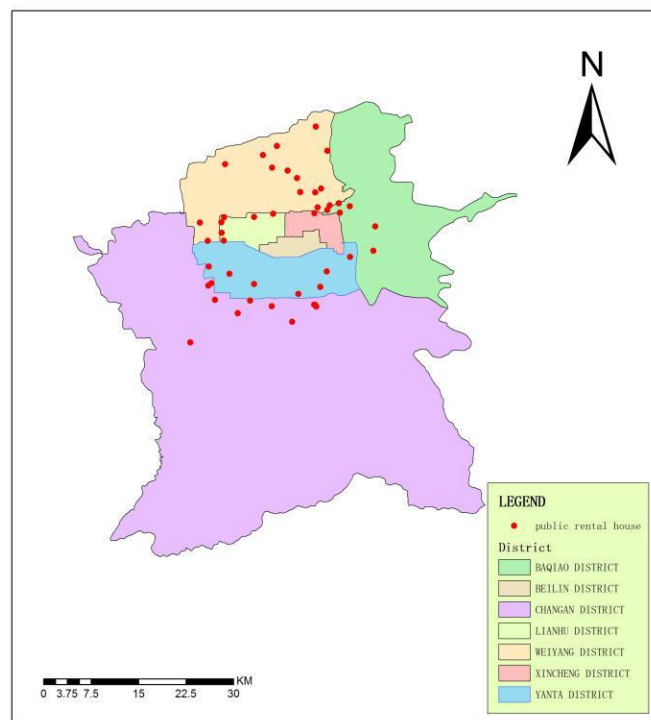 N
LEGEND
public rental house
District
BAQIAO DISTRICT
BEILIN DISTRICT
CHANGAN DISTRICT
LIANHU DISTRICT
WEIYANG DISTRICT
XINCHENG DISTRICT
YANTA DISTRICT
KM
0 3.75 7.5 15 22.5 30